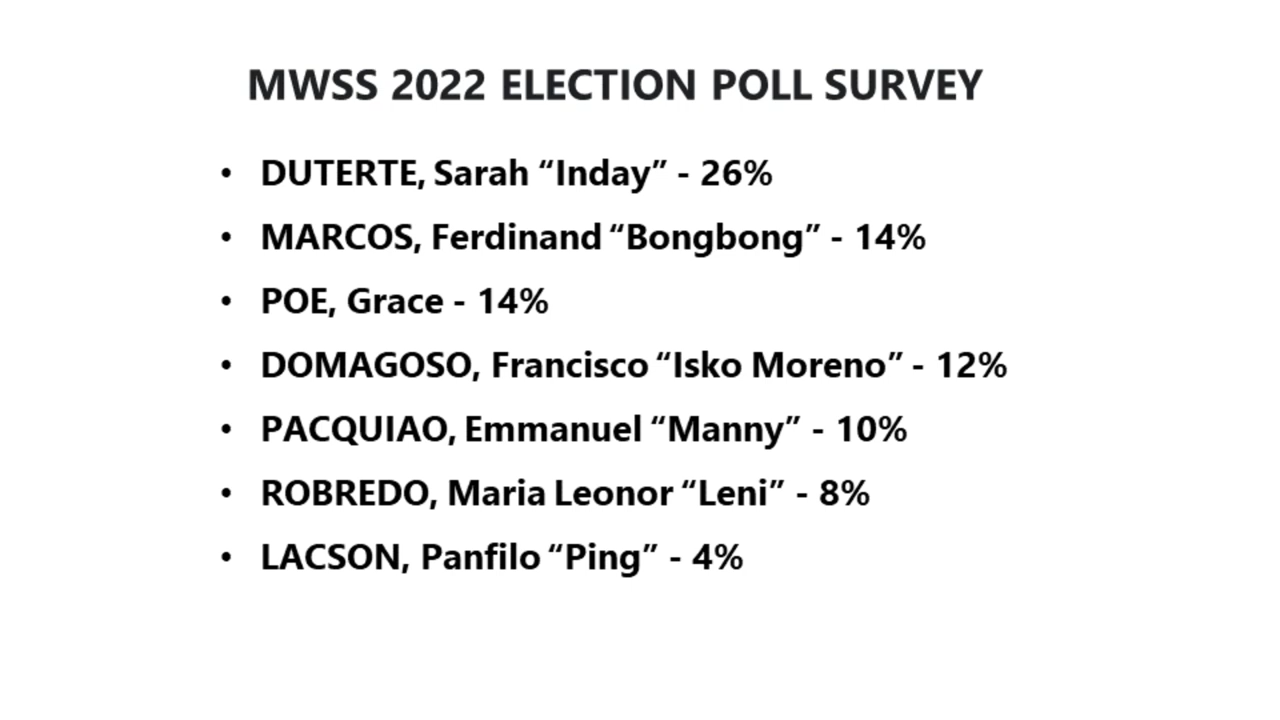 MWSS 2022 ELECTION POLL SURVEY
• DUTERTE, Sarah “Inday” - 26%
• MARCOS, Ferdinand “Bongbong” - 14%
• POE, Grace - 14%
• DOMAGOSO, Francisco “Isko Moreno” - 12%
• PACQUIAO, Emmanuel “Manny” - 10%
• ROBREDO, Maria Leonor “Leni” - 8%
• LACSON, Panfilo “Ping” - 4%